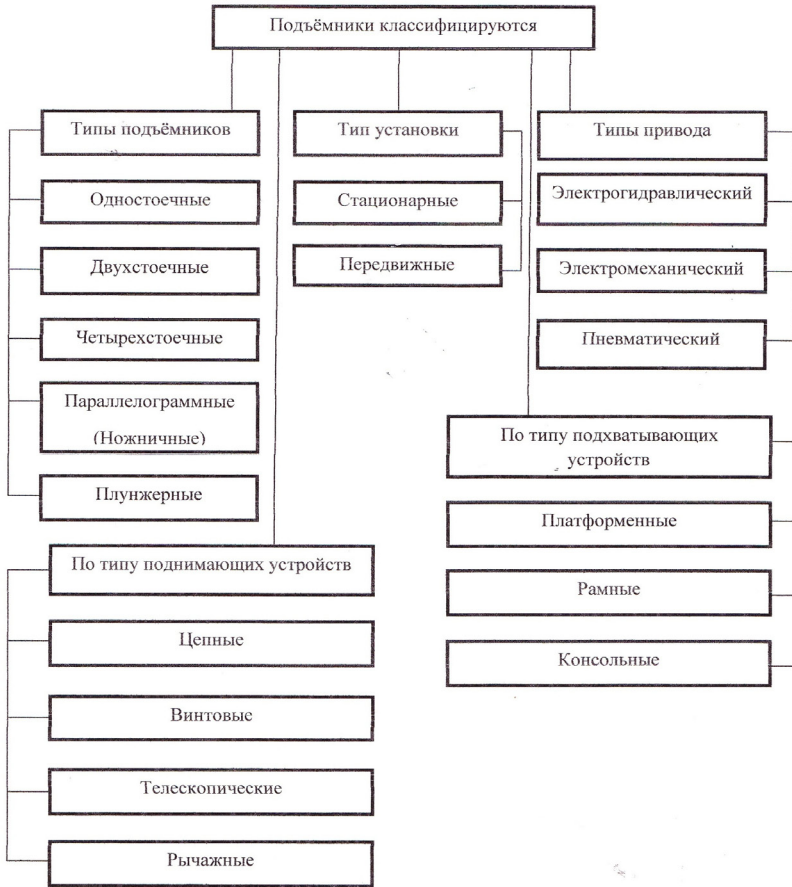 Подъёмники классифицируются
Типы подъёмников
Одностоечные
Двухстоечные
Четырехстоечные
Параллелограммные
(Ножничные)
Плунжерные
Тип установки
Стационарные
Передвижные
Типы привода
Электрогидравлический
Электромеханический
Пневматический
По типу подхватывающих
устройств
Платформенные
Рамные
Консольные
По типу поднимающих устройств
Цепные
Винтовые
Телескопические
Рычажные